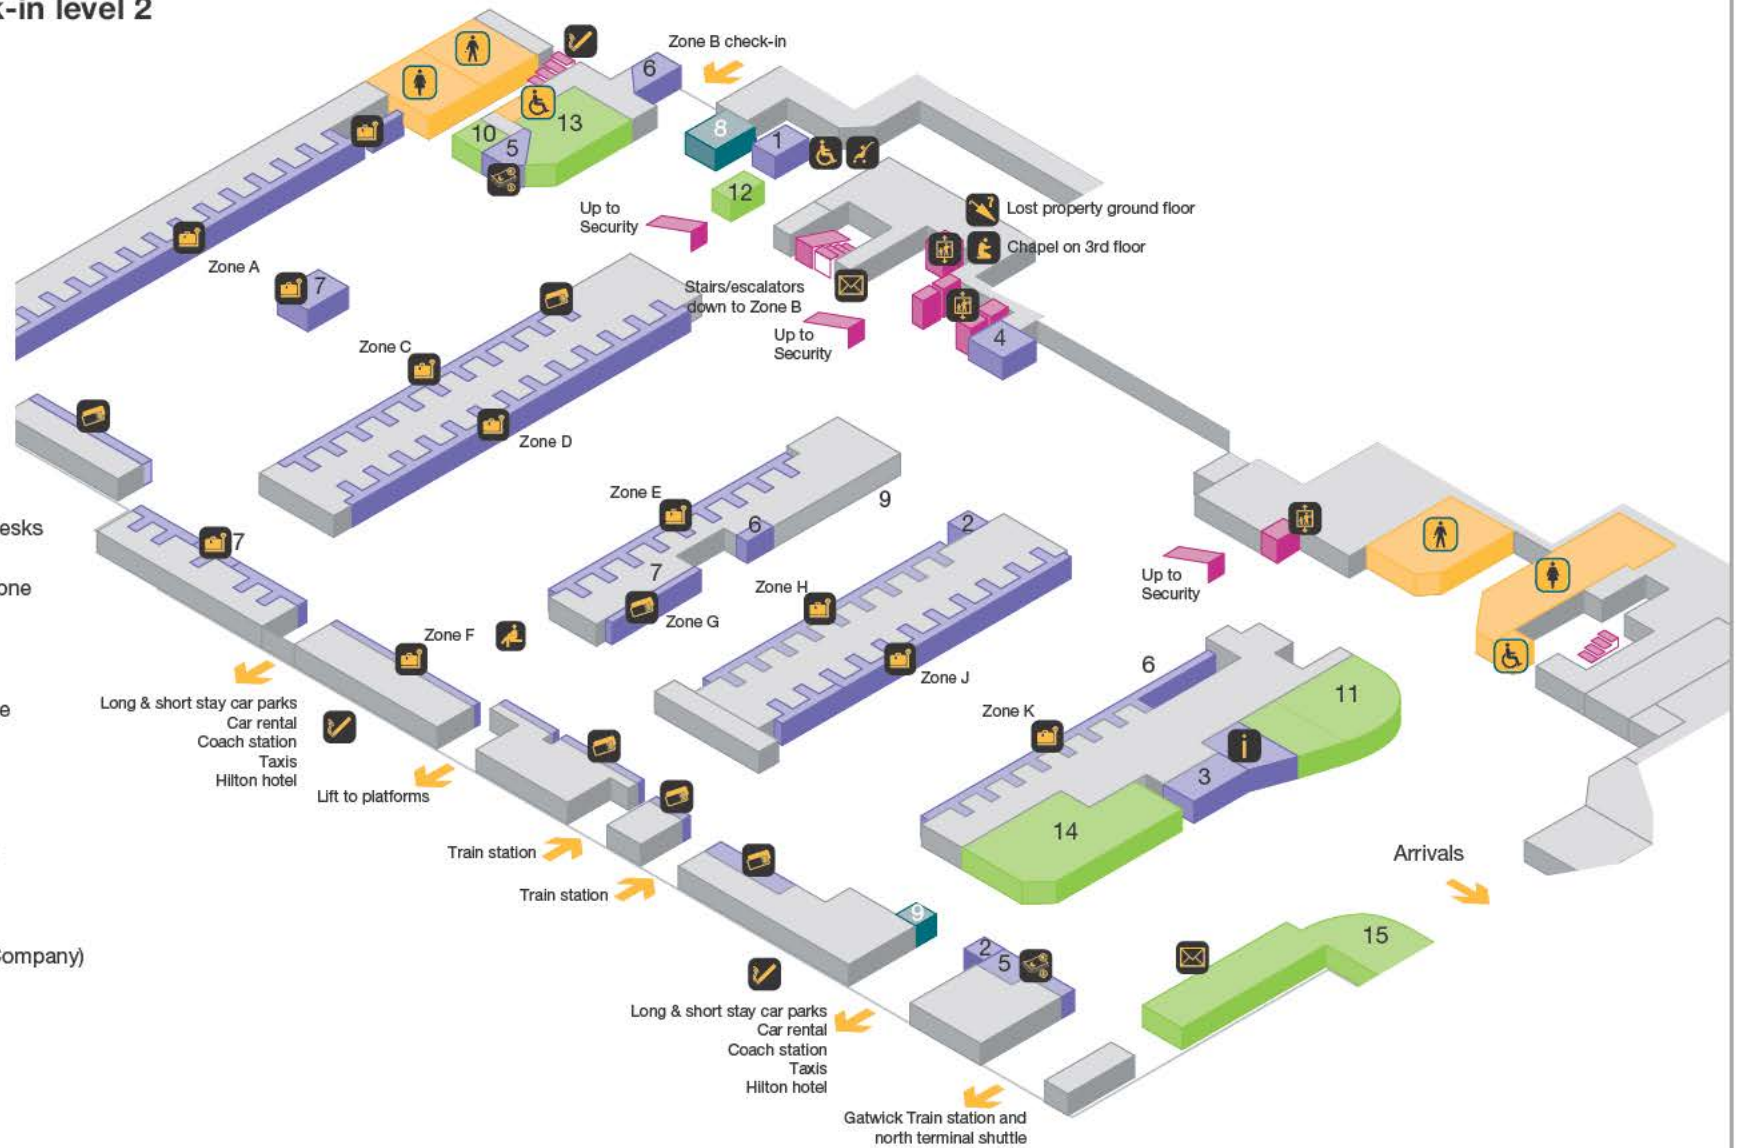 k-in level 2
Zone B check-in
6
13
10
5
8
1
12
Up to
Security
Lost property ground floor
Chapel on 3rd floor
Zone A
7
Stairs/escalators
down to Zone B
Up to
Security
4
Zone C
Zone D
Zone E
9
6
2
esks
7
7
Zone H
Up to
Security
one
Zone G
Zone F
Zone J
6
11
e
Long & short stay car parks
Car rental
Coach station
Taxis
Hilton hotel
Zone K
i
3
Lift to platforms
14
Train station
Arrivals
Train station
9
15
2
5
Company)
Long & short stay car parks
Car rental
Coach station
Taxis
Hilton hotel
Gatwick Train station and
north terminal shuttle